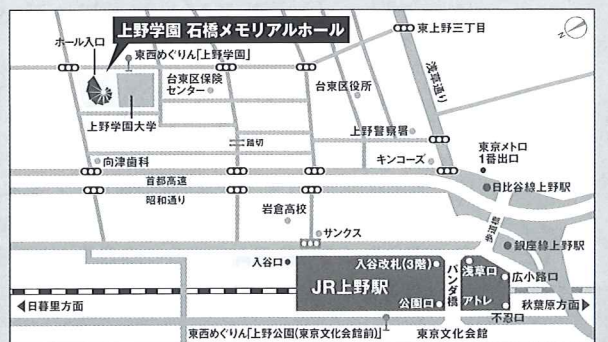 上野学園 石橋メモリアルホール
東上野三丁目
ホール入口
東西めぐりん「上野学園」
浅草通り
台東区保険
センター
台東区役所
上野学園大学
上野警察署
踏切
東京メトロ
1番出口
向津歯科
キンコーズ
首都高速
日比谷線上野駅
昭和通り
岩倉高校
歩道橋
サンクス
銀座線上野駅
入谷口
入谷改札(3階)
浅草口
パンダ橋
広小路口
JR上野駅
公園口
アトレ
日暮里方面
秋葉原方面
不忍口
東西めぐりん「上野公園(東京文化会館前)」
東京文化会館
N